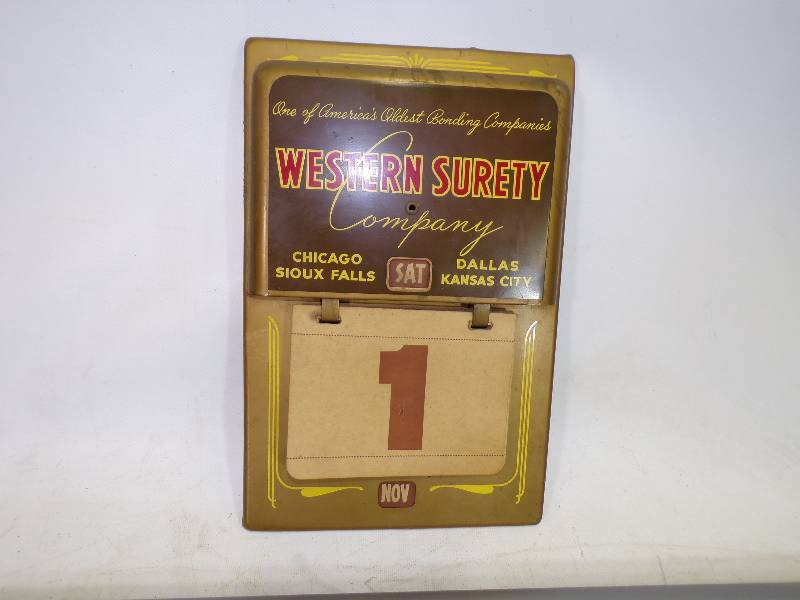 One of America's Oldest Bonding Companies
WESTERN SURETY
Company
CHICAGO
SIOUX FALLS
SAT
DALLAS
KANSAS CITY
1
NOV